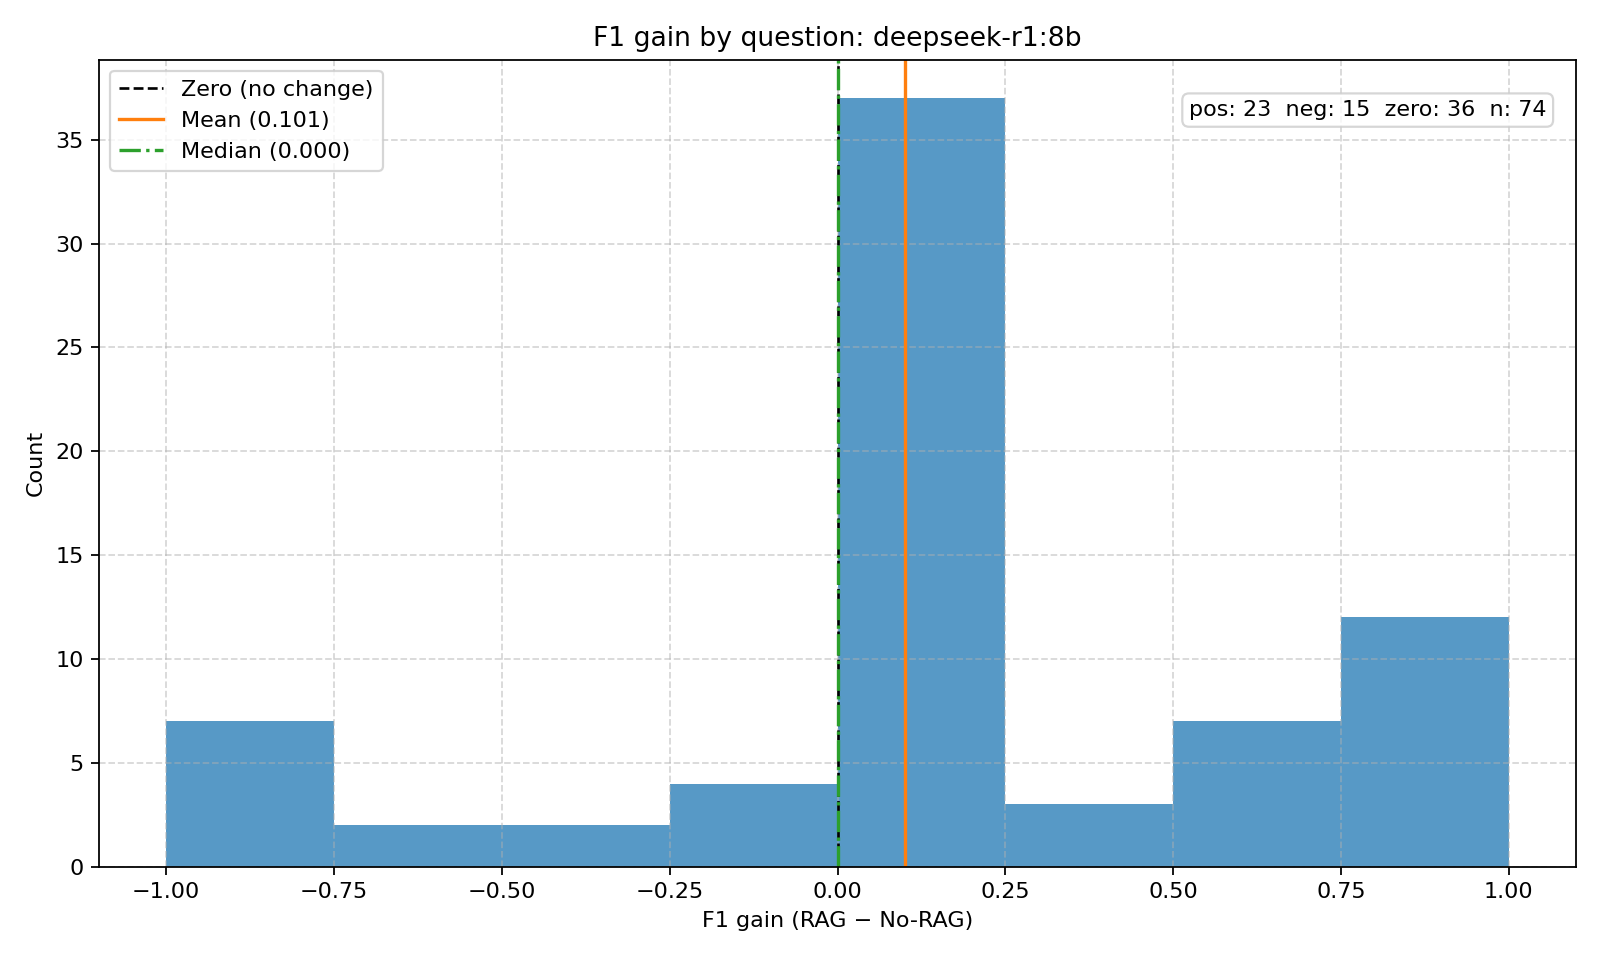 F1 gain by question: deepseek-r1:8b
Zero (no change)
Mean (0.101)
Median (0.000)
pos: 23  neg: 15  zero: 36  n: 74
Count
35
30
25
20
15
10
5
0
−1.00 −0.75 −0.50 −0.25 0.00 0.25 0.50 0.75 1.00
F1 gain (RAG − No-RAG)